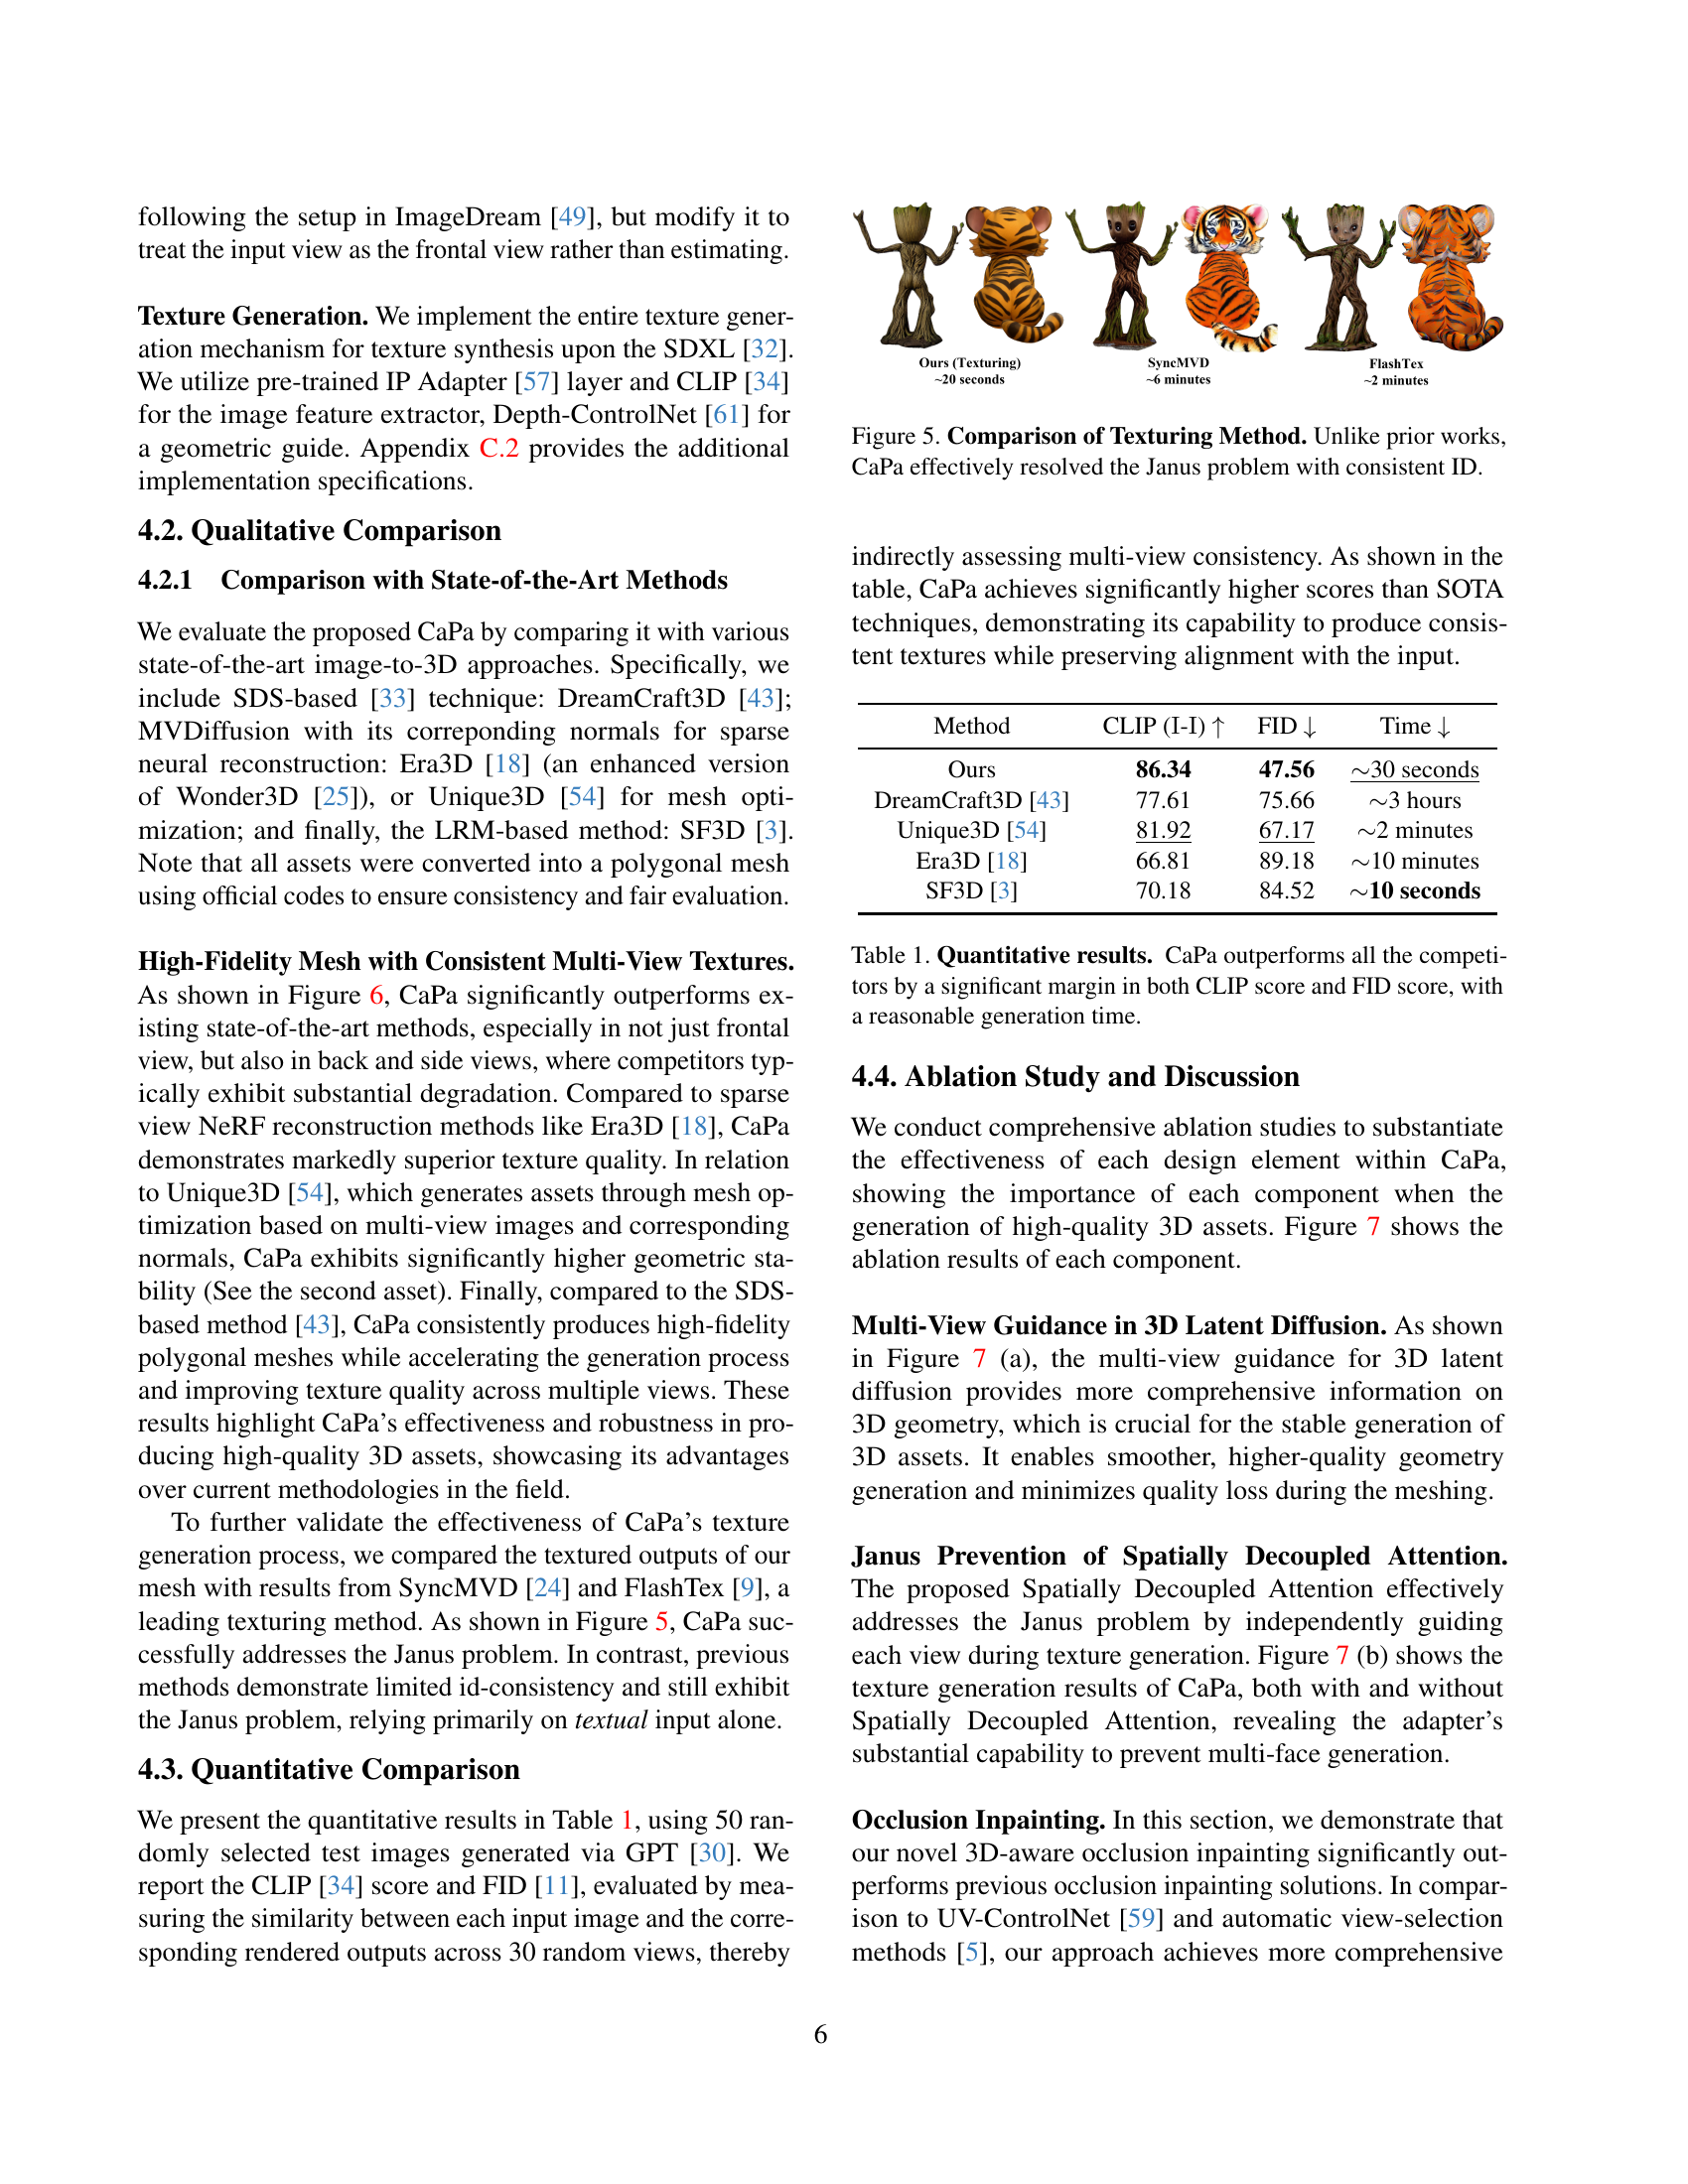 following the setup in ImageDream [49], but modify it to
treat the input view as the frontal view rather than estimating.
Texture Generation. We implement the entire texture gener-
ation mechanism for texture synthesis upon the SDXL [32].
We utilize pre-trained IP Adapter [57] layer and CLIP [34]
for the image feature extractor, Depth-ControlNet [61] for
a geometric guide. Appendix C.2 provides the additional
implementation specifications.
4.2. Qualitative Comparison
4.2.1 Comparison with State-of-the-Art Methods
We evaluate the proposed CaPa by comparing it with various
state-of-the-art image-to-3D approaches. Specifically, we
include SDS-based [33] technique: DreamCraft3D [43];
MVDiffusion with its correponding normals for sparse
neural reconstruction: Era3D [18] (an enhanced version
of Wonder3D [25]), or Unique3D [54] for mesh opti-
mization; and finally, the LRM-based method: SF3D [3].
Note that all assets were converted into a polygonal mesh
using official codes to ensure consistency and fair evaluation.
High-Fidelity Mesh with Consistent Multi-View Textures.
As shown in Figure 6, CaPa significantly outperforms ex-
isting state-of-the-art methods, especially in not just frontal
view, but also in back and side views, where competitors typ-
ically exhibit substantial degradation. Compared to sparse
view NeRF reconstruction methods like Era3D [18], CaPa
demonstrates markedly superior texture quality. In relation
to Unique3D [54], which generates assets through mesh op-
timization based on multi-view images and corresponding
normals, CaPa exhibits significantly higher geometric sta-
bility (See the second asset). Finally, compared to the SDS-
based method [43], CaPa consistently produces high-fidelity
polygonal meshes while accelerating the generation process
and improving texture quality across multiple views. These
results highlight CaPa's effectiveness and robustness in pro-
ducing high-quality 3D assets, showcasing its advantages
over current methodologies in the field.
To further validate the effectiveness of CaPa's texture
generation process, we compared the textured outputs of our
mesh with results from SyncMVD [24] and FlashTex [9], a
leading texturing method. As shown in Figure 5, CaPa suc-
cessfully addresses the Janus problem. In contrast, previous
methods demonstrate limited id-consistency and still exhibit
the Janus problem, relying primarily on textual input alone.
4.3. Quantitative Comparison
We present the quantitative results in Table 1, using 50 ran-
domly selected test images generated via GPT [30]. We
report the CLIP [34] score and FID [11], evaluated by mea-
suring the similarity between each input image and the corre-
sponding rendered outputs across 30 random views, thereby
Ours (Texturing) SyncMVD FlashTex
~20 seconds ~6 minutes ~2 minutes
Figure 5. Comparison of Texturing Method. Unlike prior works,
CaPa effectively resolved the Janus problem with consistent ID.
indirectly assessing multi-view consistency. As shown in the
table, CaPa achieves significantly higher scores than SOTA
techniques, demonstrating its capability to produce consis-
tent textures while preserving alignment with the input.
Method CLIP (I-I) ↑ FID ↓ Time ↓
Ours 86.34 47.56 ~30 seconds
DreamCraft3D [43] 77.61 75.66 ~3 hours
Unique3D [54] 81.92 67.17 ~2 minutes
Era3D [18] 66.81 89.18 ~10 minutes
SF3D [3] 70.18 84.52 ~10 seconds
Table 1. Quantitative results. CaPa outperforms all the competi-
tors by a significant margin in both CLIP score and FID score, with
a reasonable generation time.
4.4. Ablation Study and Discussion
We conduct comprehensive ablation studies to substantiate
the effectiveness of each design element within CaPa,
showing the importance of each component when the
generation of high-quality 3D assets. Figure 7 shows the
ablation results of each component.
Multi-View Guidance in 3D Latent Diffusion. As shown
in Figure 7 (a), the multi-view guidance for 3D latent
diffusion provides more comprehensive information on
3D geometry, which is crucial for the stable generation of
3D assets. It enables smoother, higher-quality geometry
generation and minimizes quality loss during the meshing.
Janus Prevention of Spatially Decoupled Attention.
The proposed Spatially Decoupled Attention effectively
addresses the Janus problem by independently guiding
each view during texture generation. Figure 7 (b) shows the
texture generation results of CaPa, both with and without
Spatially Decoupled Attention, revealing the adapter's
substantial capability to prevent multi-face generation.
Occlusion Inpainting. In this section, we demonstrate that
our novel 3D-aware occlusion inpainting significantly out-
performs previous occlusion inpainting solutions. In compar-
ison to UV-ControlNet [59] and automatic view-selection
methods [5], our approach achieves more comprehensive
6